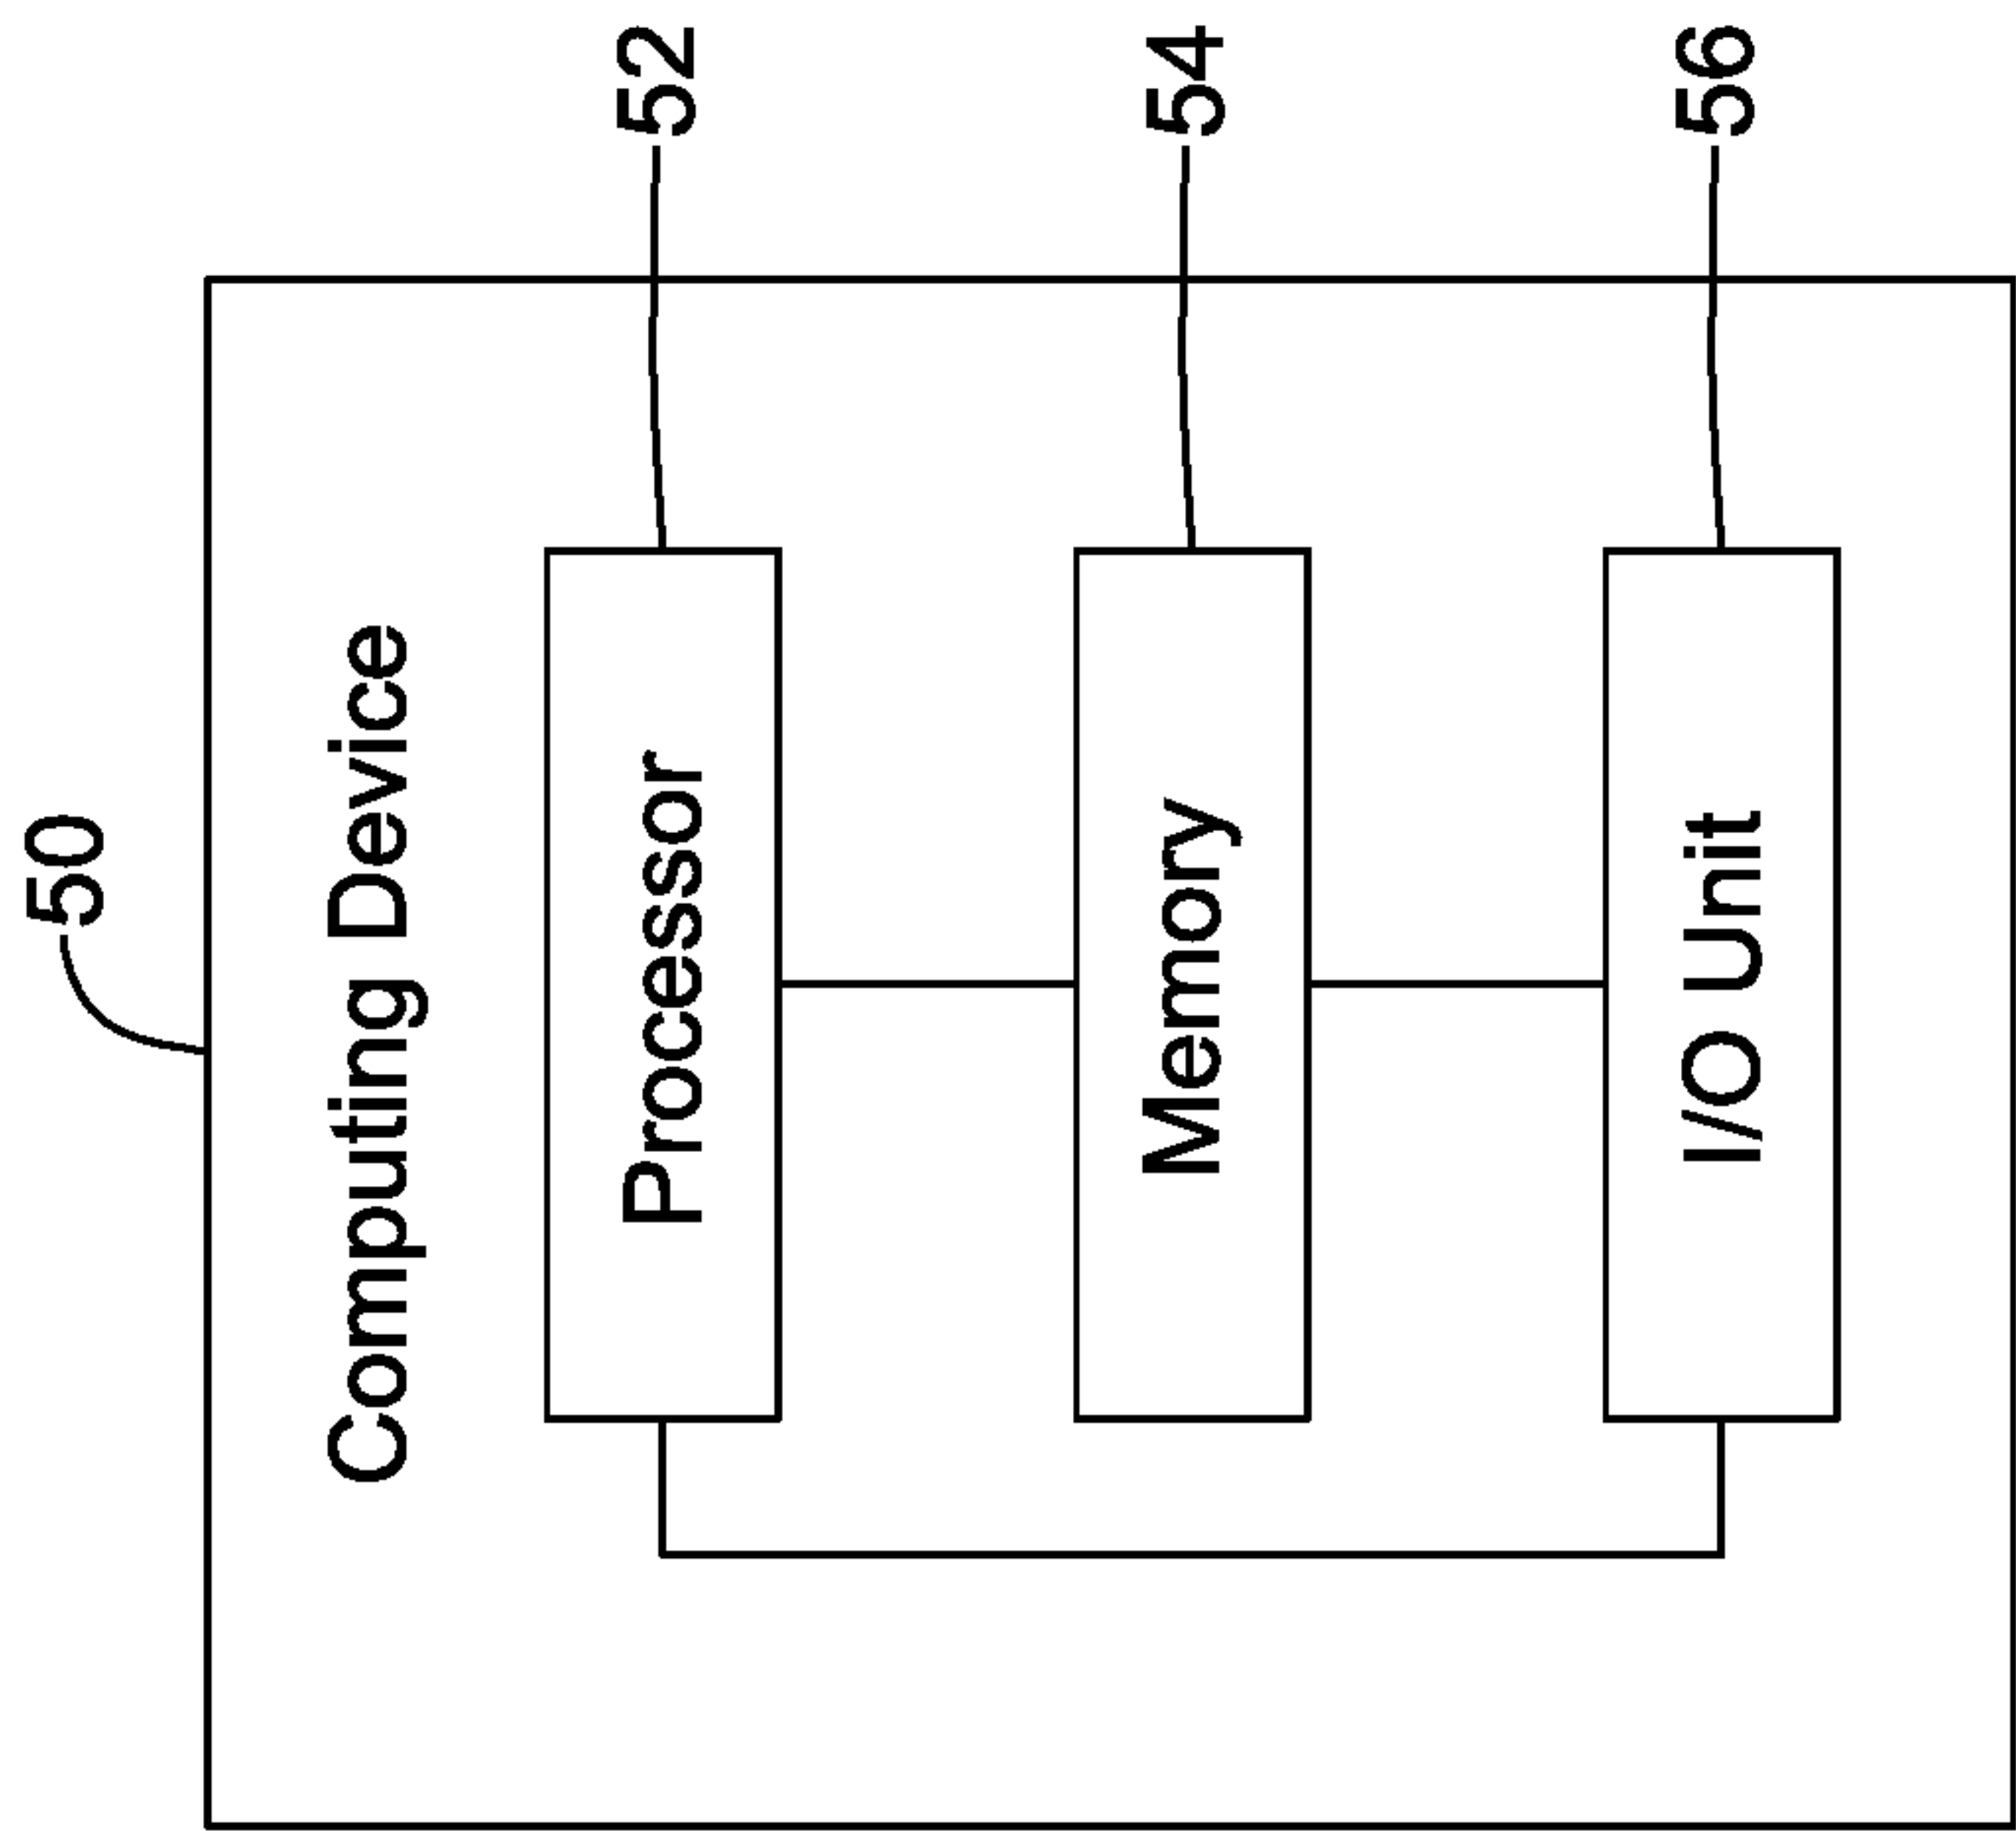 50
Computing Device
Processor
52
Memory
54
I/O Unit
56